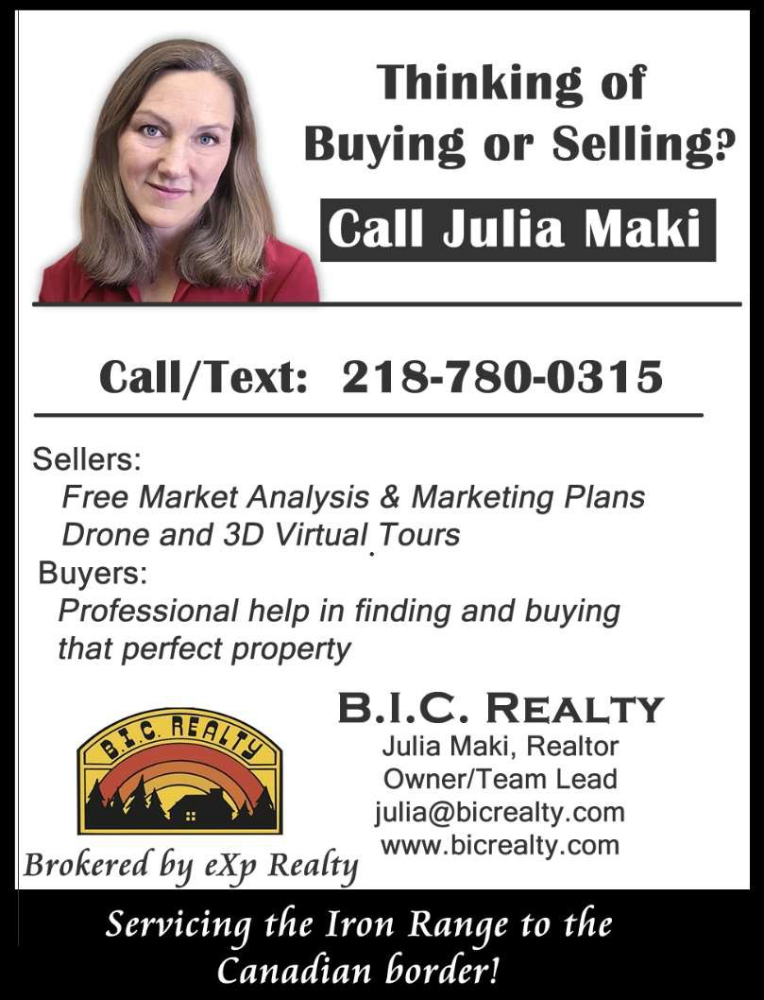 Thinking of
Buying or Selling?
Call Julia Maki
Call/Text: 218-780-0315
Sellers:
Free Market Analysis & Marketing Plans
Drone and 3D Virtual Tours
Buyers:
Professional help in finding and buying
that perfect property
B.I.C. REALTY
B.I.C. REALTY
Julia Maki, Realtor
Owner/Team Lead
julia@bicrealty.com
www.bicrealty.com
Brokered by eXp Realty
Servicing the Iron Range to the
Canadian border!